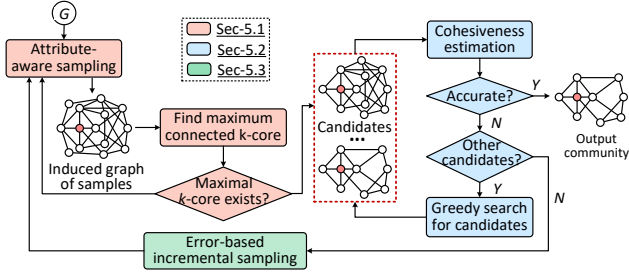 G
Attribute-
aware sampling
Sec-5.1
Sec-5.2
Sec-5.3
Induced graph
of samples
Find maximum
connected k-core
Maximal
k-core exists?
Candidates
...
Cohesiveness
estimation
Accurate?
Y
N
Output
community
Other
candidates?
N
Y
Greedy search
for candidates
Error-based
incremental sampling